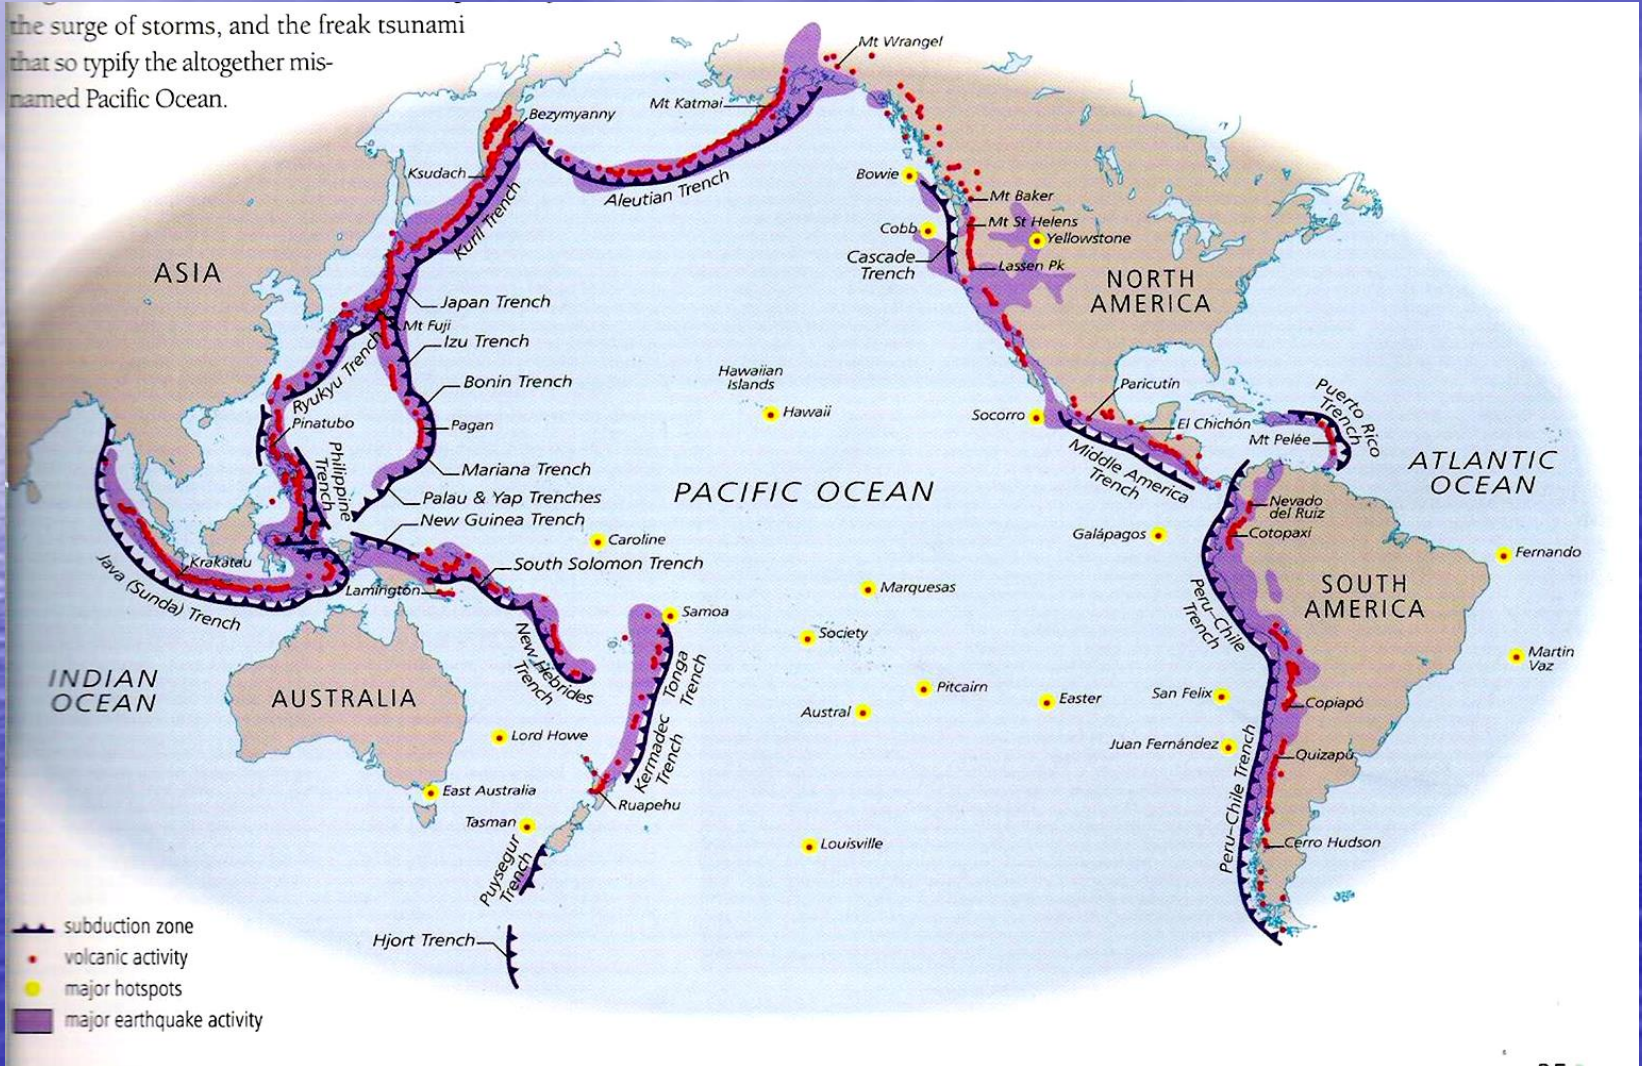 the surge of storms, and the freak tsunami
that so typify the altogether mis-
named Pacific Ocean.
Mt Wrangel
Mt Katmai
Bezymyanny
Ksudach
Kuril Trench
Aleutian Trench
Bowie
Mt Baker
Cobb
Mt St Helens
Yellowstone
Cascade
Trench
Lassen Pk
ASIA
NORTH
AMERICA
Japan Trench
Mt Fuji
Izu Trench
Ryukyu Trench
Bonin Trench
Hawaiian
Islands
Hawaii
Paricutín
Socorro
El Chichón
Puerto Rico
Trench
Mt Pelée
Pinatubo
Pagan
Philippine
Trench
Mariana Trench
Middle America
Trench
ATLANTIC
OCEAN
PACIFIC OCEAN
Palau & Yap Trenches
New Guinea Trench
Nevado
del Ruiz
Cotopaxi
Galápagos
Caroline
Fernando
Krakatau
South Solomon Trench
Java (Sunda) Trench
Lamington
Marquesas
SOUTH
AMERICA
Samoa
Society
Peru-Chile
Trench
New Hebrides
Trench
Tonga
Trench
Martin
Vaz
INDIAN
OCEAN
AUSTRALIA
Pitcairn
Easter
San Felix
Copiapó
Austral
Lord Howe
Kermadec
Trench
Juan Fernández
Quizapú
East Australia
Ruapehu
Tasman
Peru-Chile Trench
Louisville
Cerro Hudson
Puysegur
Trench
Hjort Trench
subduction zone
volcanic activity
major hotspots
major earthquake activity